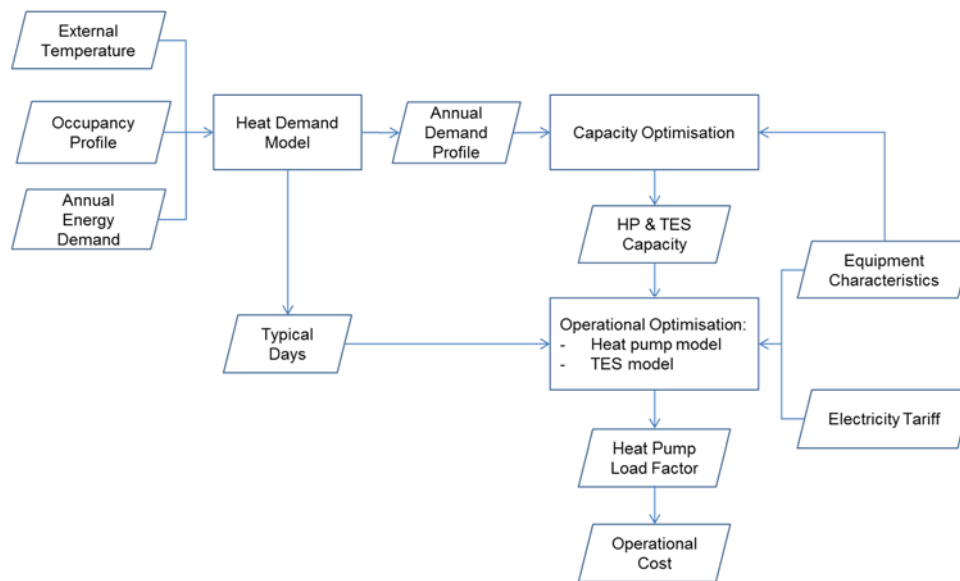 External
Temperature
Occupancy
Profile
Annual
Energy
Demand
Heat Demand
Model
Annual
Demand
Profile
Capacity Optimisation
HP & TES
Capacity
Equipment
Characteristics
Typical
Days
Operational Optimisation:
- Heat pump model
- TES model
Electricity Tariff
Heat Pump
Load Factor
Operational
Cost